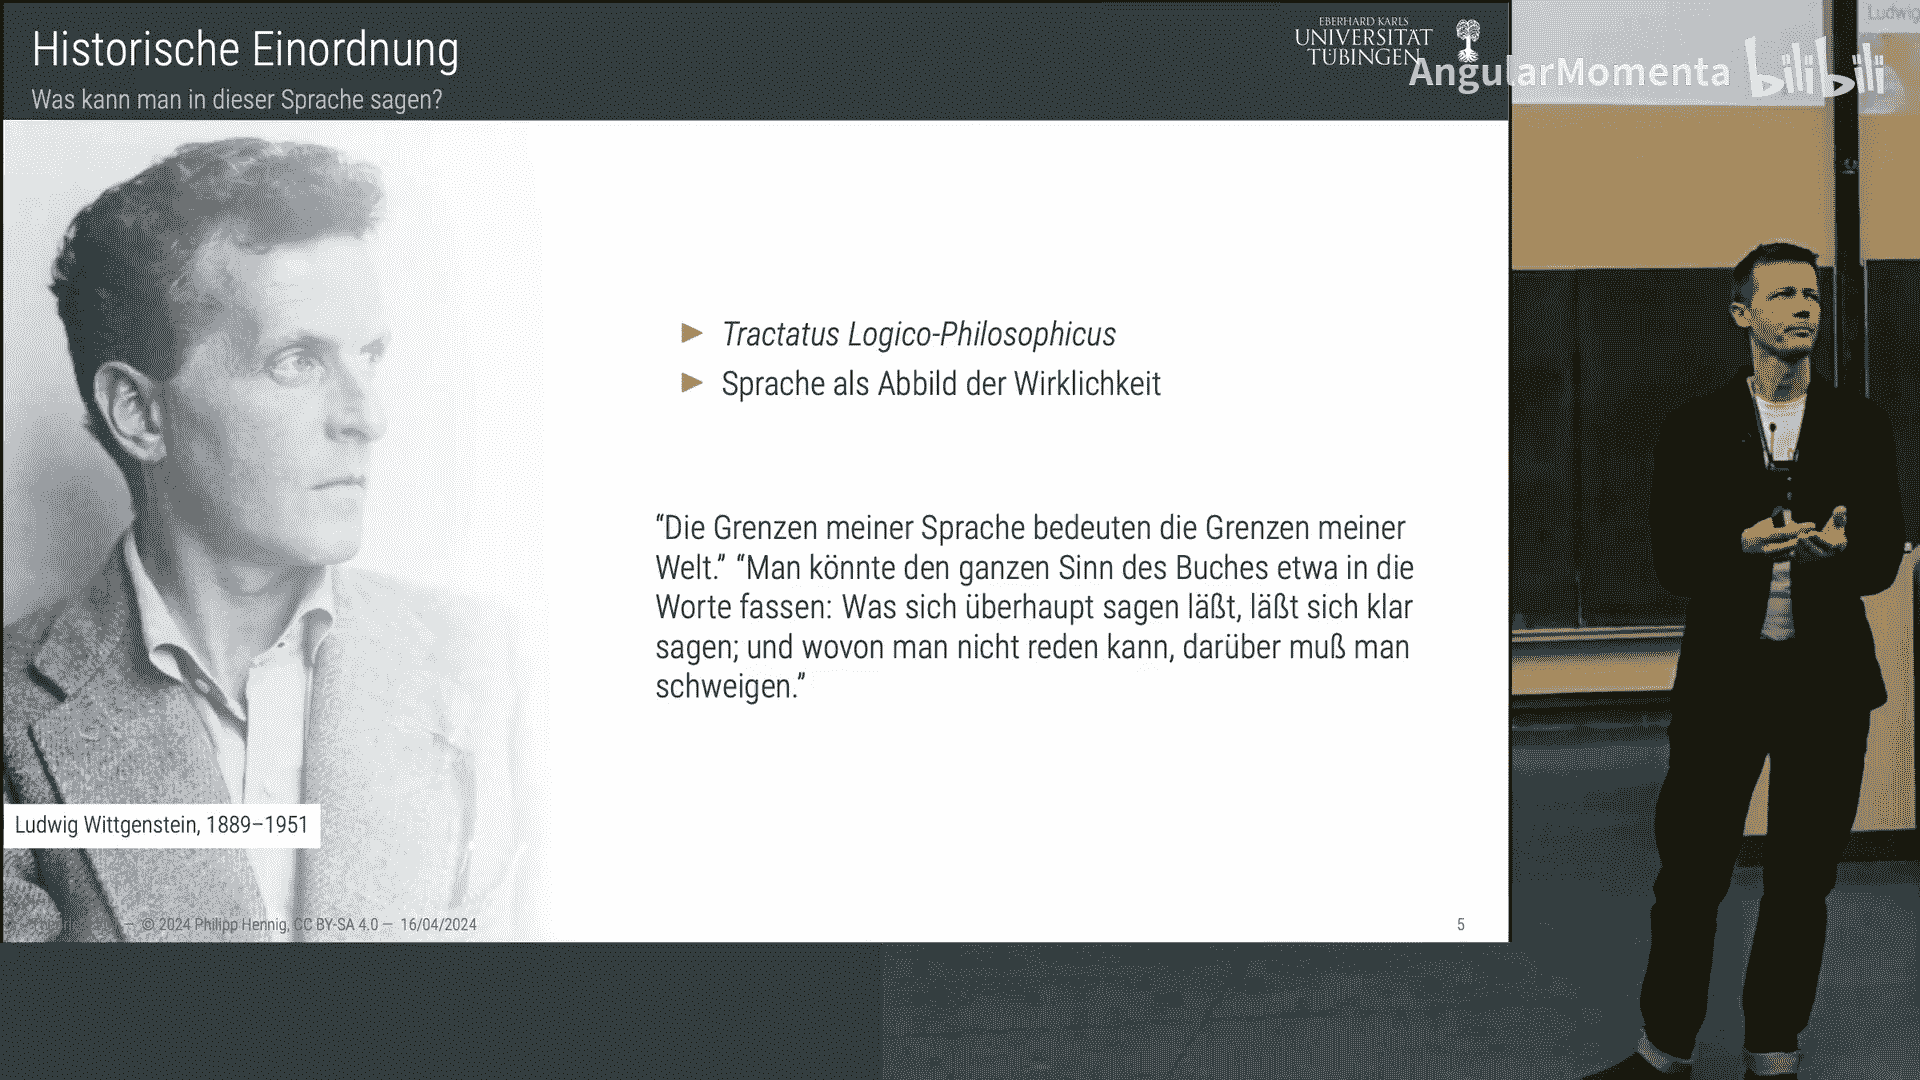 Historische Einordnung
Was kann man in dieser Sprache sagen?
EBERHARD KARLS
UNIVERSITÄT
TÜBINGEN
AngularMomenta bilibili
Ludwig
Tractatus Logico-Philosophicus
Sprache als Abbild der Wirklichkeit
“Die Grenzen meiner Sprache bedeuten die Grenzen meiner
Welt.” “Man könnte den ganzen Sinn des Buches etwa in die
Worte fassen: Was sich überhaupt sagen läßt, läßt sich klar
sagen; und wovon man nicht reden kann, darüber muß man
schweigen.”
Ludwig Wittgenstein, 1889–1951
— © 2024 Philipp Hennig, CC BY-SA 4.0 — 16/04/2024
5